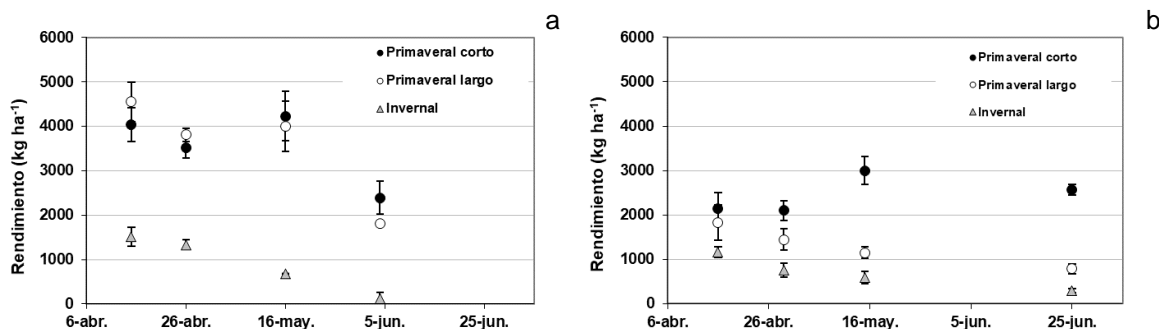 a
6000
5000
4000
3000
2000
1000
0
Rendimiento (kg ha⁻¹)
Primaveral corto
Primaveral largo
Invernal
6-abr. 26-abr. 16-may. 5-jun. 25-jun.
b
6000
5000
4000
3000
2000
1000
0
Rendimiento (kg ha⁻¹)
Primaveral corto
Primaveral largo
Invernal
6-abr. 26-abr. 16-may. 5-jun. 25-jun.